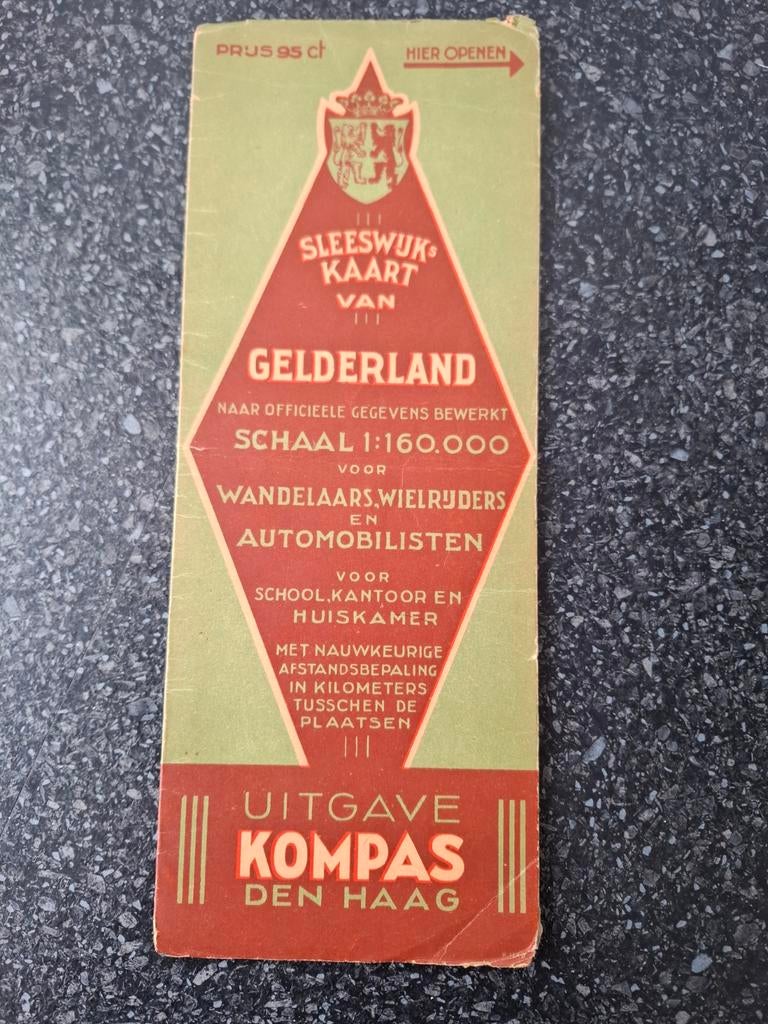 PRIJS 95 ct
HIER OPENEN
SLEESWIJK's
KAART
VAN
GELDERLAND
NAAR OFFICIEELE GEGEVENS BEWERKT
SCHAAL 1:160.000
VOOR
WANDELAARS, WIELRIJDERS
EN
AUTOMOBILISTEN
VOOR
SCHOOL, KANTOOR EN
HUISKAMER
MET NAUWKEURIGE
AFSTANDSBEPALING
IN KILOMETERS
TUSSCHEN DE
PLAATSEN
UITGAVE
KOMPAS
DEN HAAG